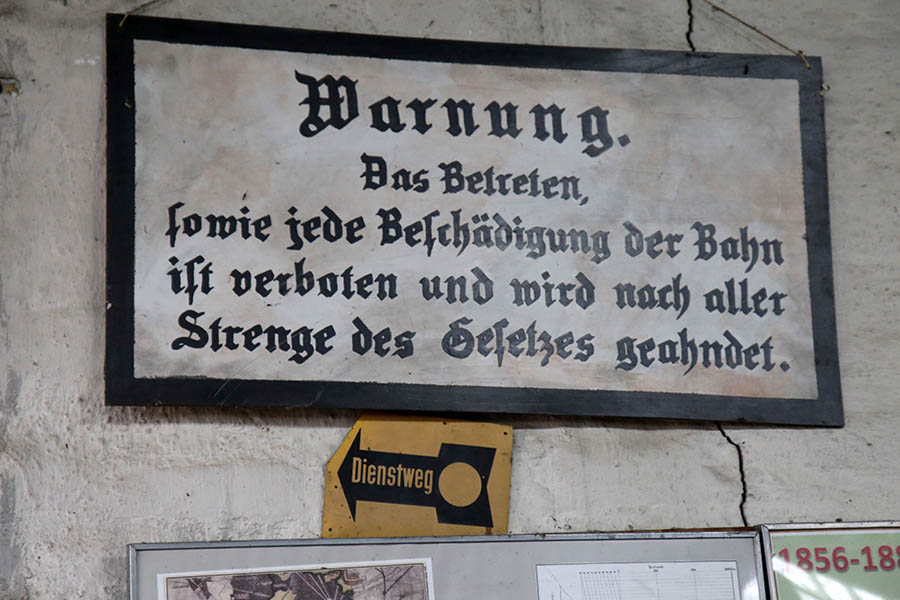 Warnung.
Das Betreten,
sowie jede Beschädigung der Bahn
ist verboten und wird nach aller
Strenge des Gesetzes geahndet.
Dienstweg